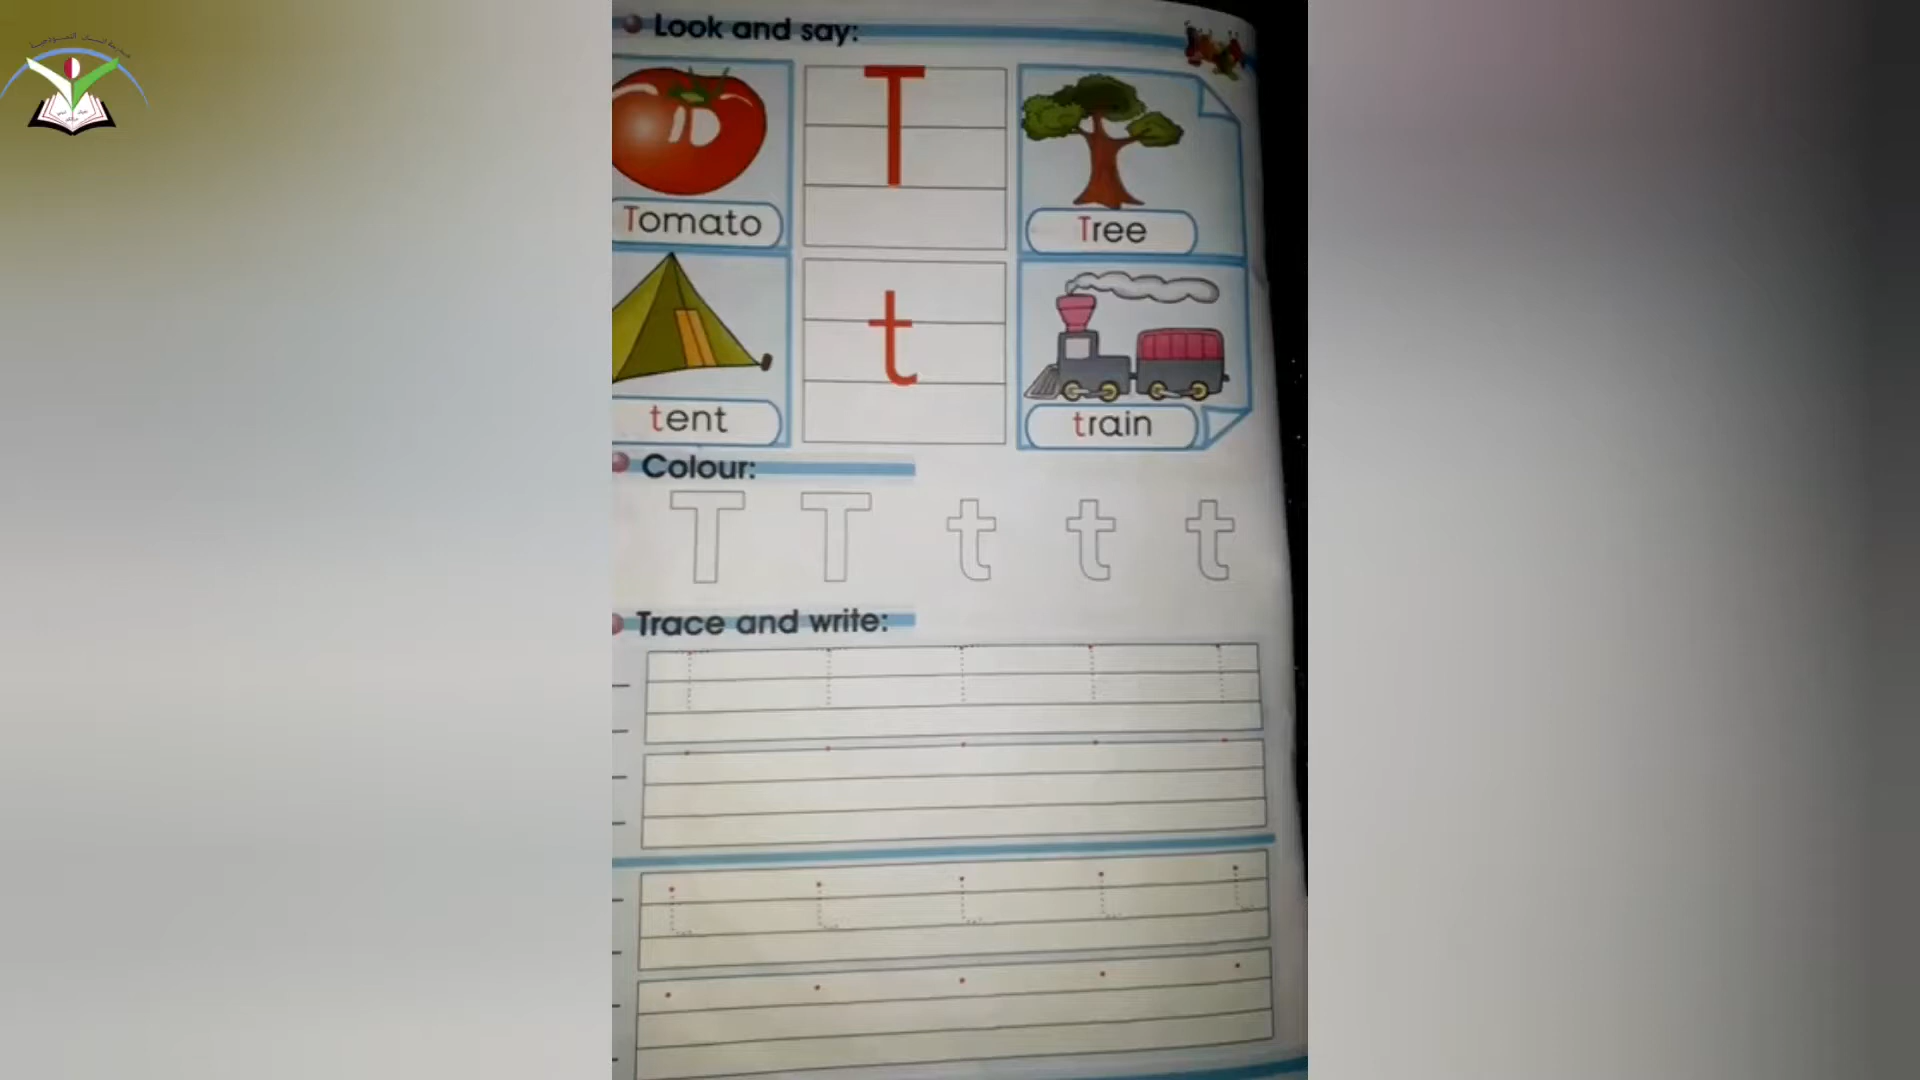 Look and say:
T
Tomato
Tree
t
tent
train
Colour:
T T t t t
Trace and write: